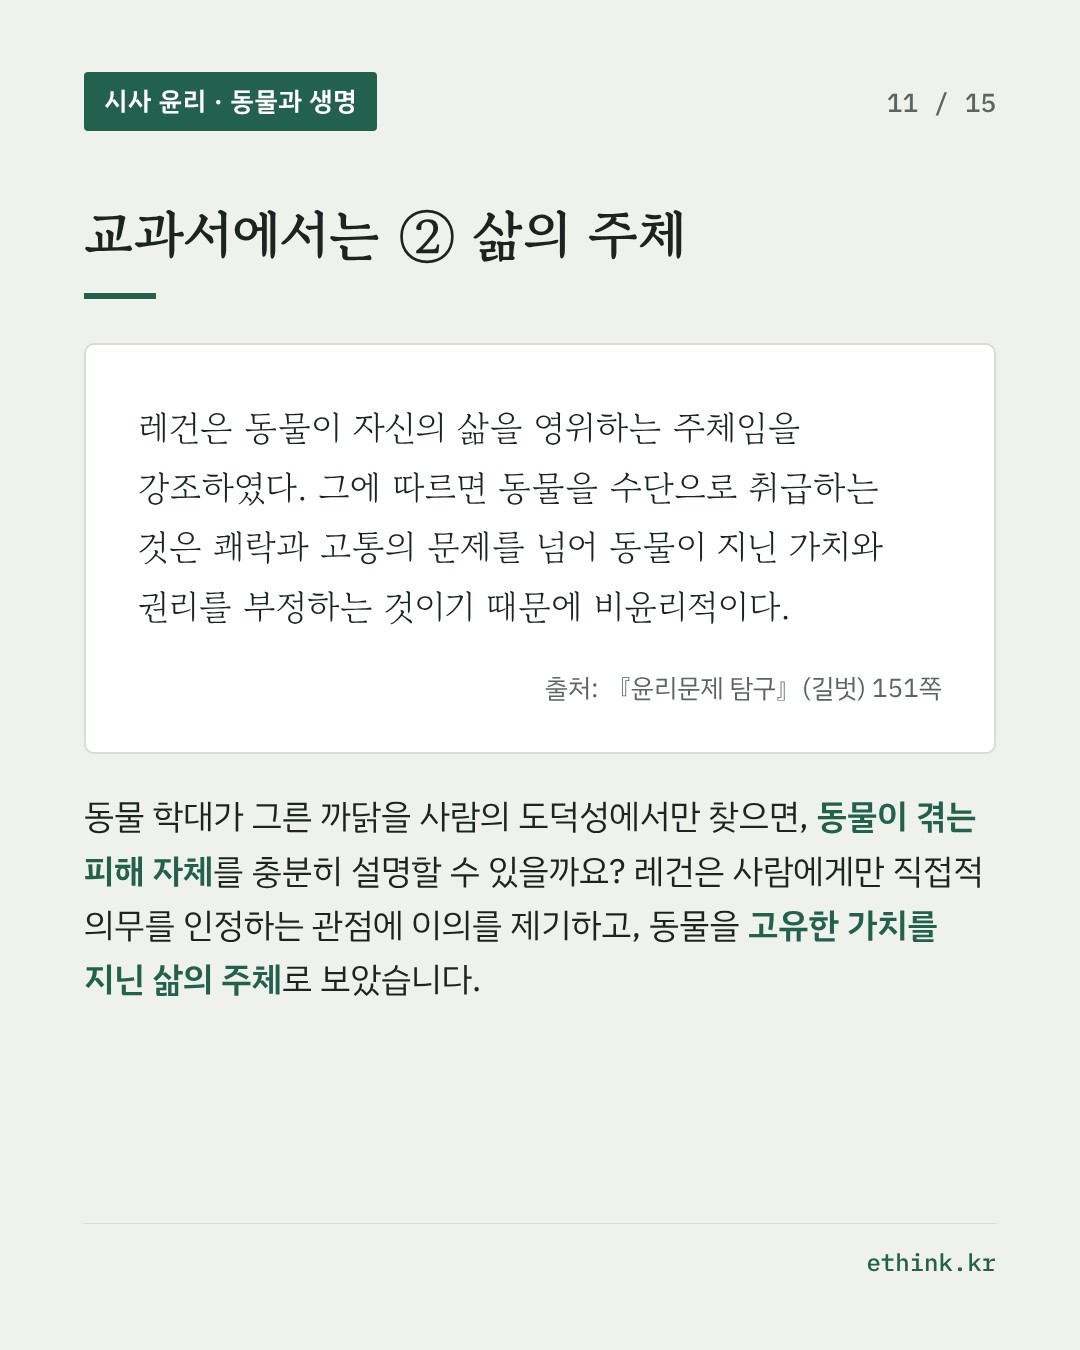 시사 윤리 · 동물과 생명
11 / 15
교과서에서는 ② 삶의 주체
레건은 동물이 자신의 삶을 영위하는 주체임을
강조하였다. 그에 따르면 동물을 수단으로 취급하는
것은 쾌락과 고통의 문제를 넘어 동물이 지닌 가치와
권리를 부정하는 것이기 때문에 비윤리적이다.
출처: 『윤리문제 탐구』 (길벗) 151쪽
동물 학대가 그른 까닭을 사람의 도덕성에서만 찾으면, 동물이 겪는
피해 자체를 충분히 설명할 수 있을까요? 레건은 사람에게만 직접적
의무를 인정하는 관점에 이의를 제기하고, 동물을 고유한 가치를
지닌 삶의 주체로 보았습니다.
ethink.kr